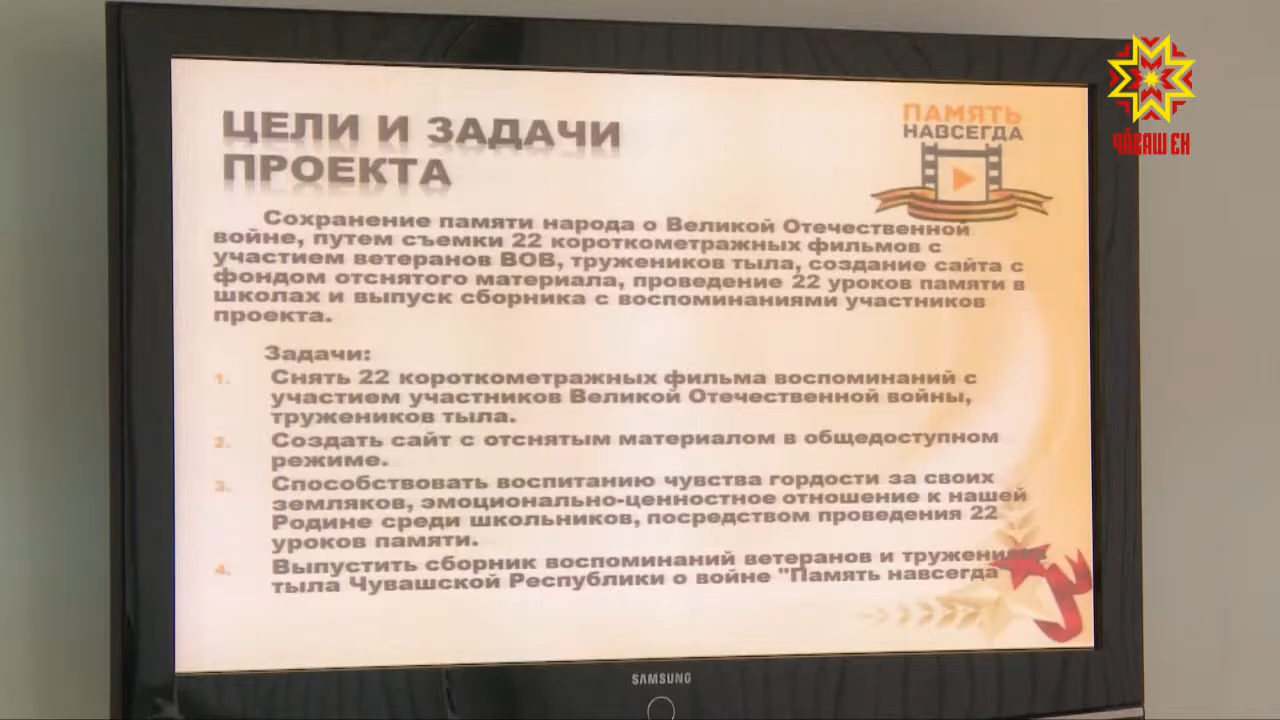 ЦЕЛИ И ЗАДАЧИ
ПРОЕКТА
ПАМЯТЬ
НАВСЕГДА
ЧӐВАШ ЕН
Сохранение памяти народа о Великой Отечественной
войне, путем съемки 22 короткометражных фильмов с
участием ветеранов ВОВ, тружеников тыла, создание сайта с
фондом отснятого материала, проведение 22 уроков памяти в
школах и выпуск сборника с воспоминаниями участников
проекта.
Задачи:
1. Снять 22 короткометражных фильма воспоминаний с
участием участников Великой Отечественной войны,
тружеников тыла.
2. Создать сайт с отснятым материалом в общедоступном
режиме.
3. Способствовать воспитанию чувства гордости за своих
земляков, эмоционально-ценностное отношение к нашей
Родине среди школьников, посредством проведения 22
уроков памяти.
4. Выпустить сборник воспоминаний ветеранов и тружеников
тыла Чувашской Республики о войне "Память навсегда"
SAMSUNG